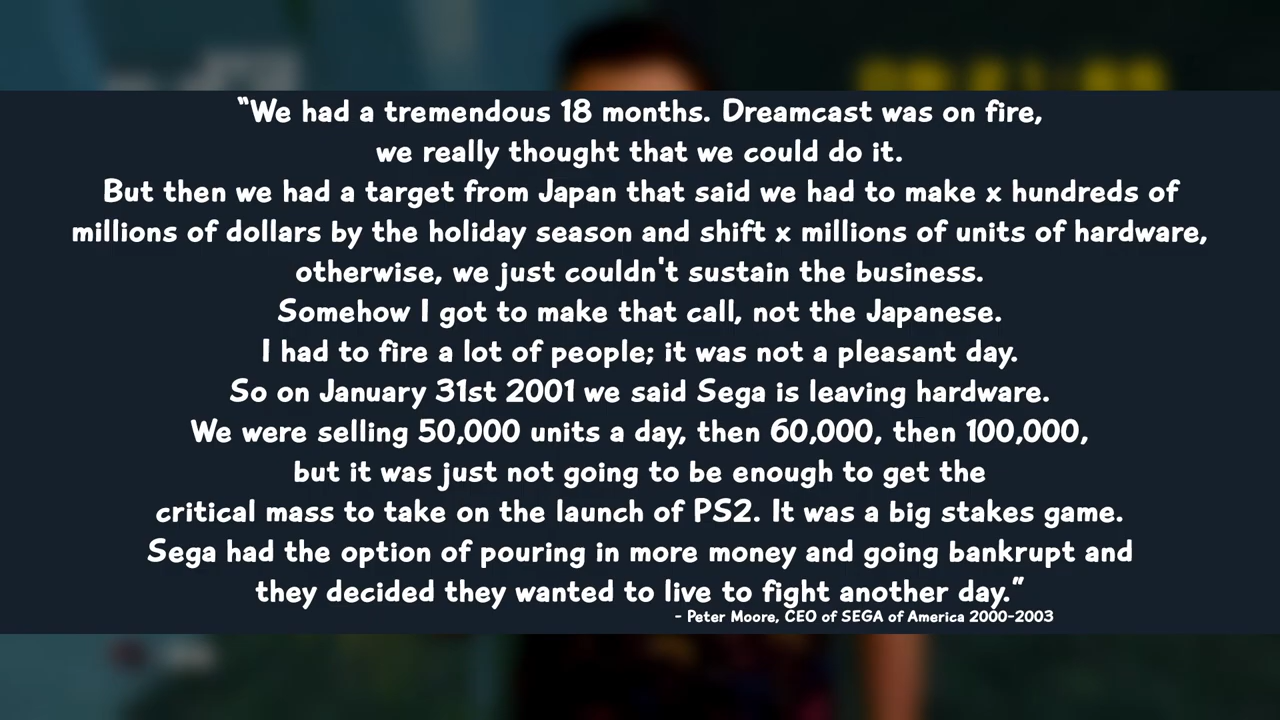 "We had a tremendous 18 months. Dreamcast was on fire,
we really thought that we could do it.
But then we had a target from Japan that said we had to make x hundreds of
millions of dollars by the holiday season and shift x millions of units of hardware,
otherwise, we just couldn't sustain the business.
Somehow I got to make that call, not the Japanese.
I had to fire a lot of people; it was not a pleasant day.
So on January 31st 2001 we said Sega is leaving hardware.
We were selling 50,000 units a day, then 60,000, then 100,000,
but it was just not going to be enough to get the
critical mass to take on the launch of PS2. It was a big stakes game.
Sega had the option of pouring in more money and going bankrupt and
they decided they wanted to live to fight another day."
- Peter Moore, CEO of SEGA of America 2000-2003